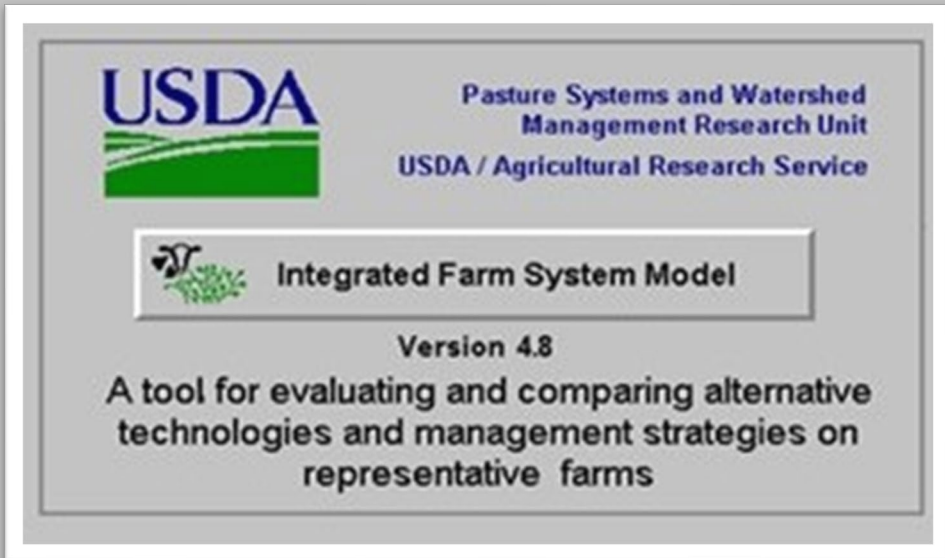 USDA
Pasture Systems and Watershed
Management Research Unit
USDA / Agricultural Research Service
Integrated Farm System Model
Version 4.8
A tool for evaluating and comparing alternative
technologies and management strategies on
representative farms